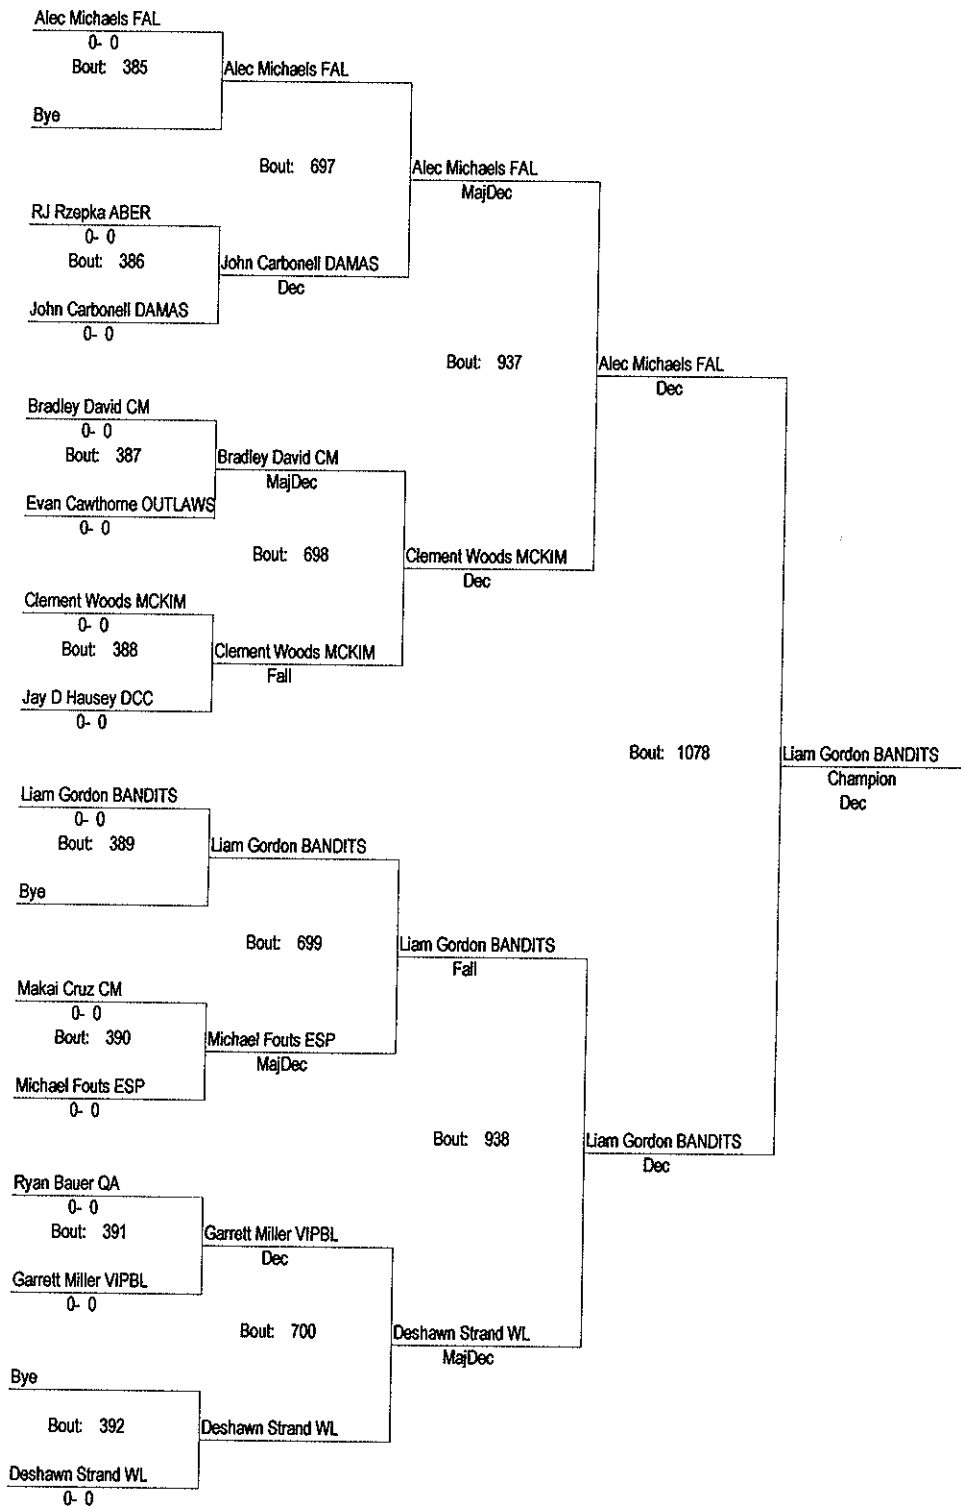 Alec Michaels FAL
0- 0
Bout: 385
Alec Michaels FAL
Bye
Bout: 697
Alec Michaels FAL
MajDec
RJ Rzepka ABER
0- 0
Bout: 386
John Carbonell DAMAS
Dec
John Carbonell DAMAS
0- 0
Bout: 937
Alec Michaels FAL
Dec
Bradley David CM
0- 0
Bout: 387
Bradley David CM
MajDec
Evan Cawthorne OUTLAWS
0- 0
Bout: 698
Clement Woods MCKIM
Dec
Clement Woods MCKIM
0- 0
Bout: 388
Clement Woods MCKIM
Fall
Jay D Hausey DCC
0- 0
Bout: 1078
Liam Gordon BANDITS
Champion
Dec
Liam Gordon BANDITS
0- 0
Bout: 389
Liam Gordon BANDITS
Bye
Bout: 699
Liam Gordon BANDITS
Fall
Makai Cruz CM
0- 0
Bout: 390
Michael Fouts ESP
MajDec
Michael Fouts ESP
0- 0
Bout: 938
Liam Gordon BANDITS
Dec
Ryan Bauer QA
0- 0
Bout: 391
Garrett Miller VIPBL
Dec
Garrett Miller VIPBL
0- 0
Bout: 700
Deshawn Strand WL
MajDec
Bye
Bout: 392
Deshawn Strand WL
Deshawn Strand WL
0- 0